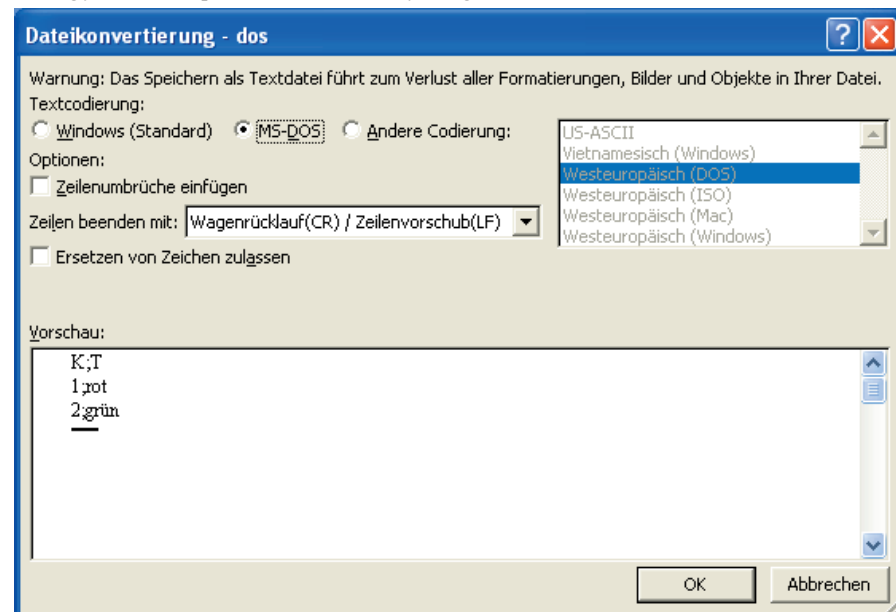 Dateikonvertierung - dos
Warnung: Das Speichern als Textdatei führt zum Verlust aller Formatierungen, Bilder und Objekte in Ihrer Datei.
Textcodierung:
Windows (Standard) MS-DOS Andere Codierung:
US-ASCII
Vietnamesisch (Windows)
Westeuropäisch (DOS)
Westeuropäisch (ISO)
Westeuropäisch (Mac)
Westeuropäisch (Windows)
Optionen:
Zeilenumbrüche einfügen
Zeilen beenden mit: Wagenrücklauf(CR) / Zeilenvorschub(LF)
Ersetzen von Zeichen zulassen
Vorschau:
K;T
1;rot
2;grün
OK Abbrechen